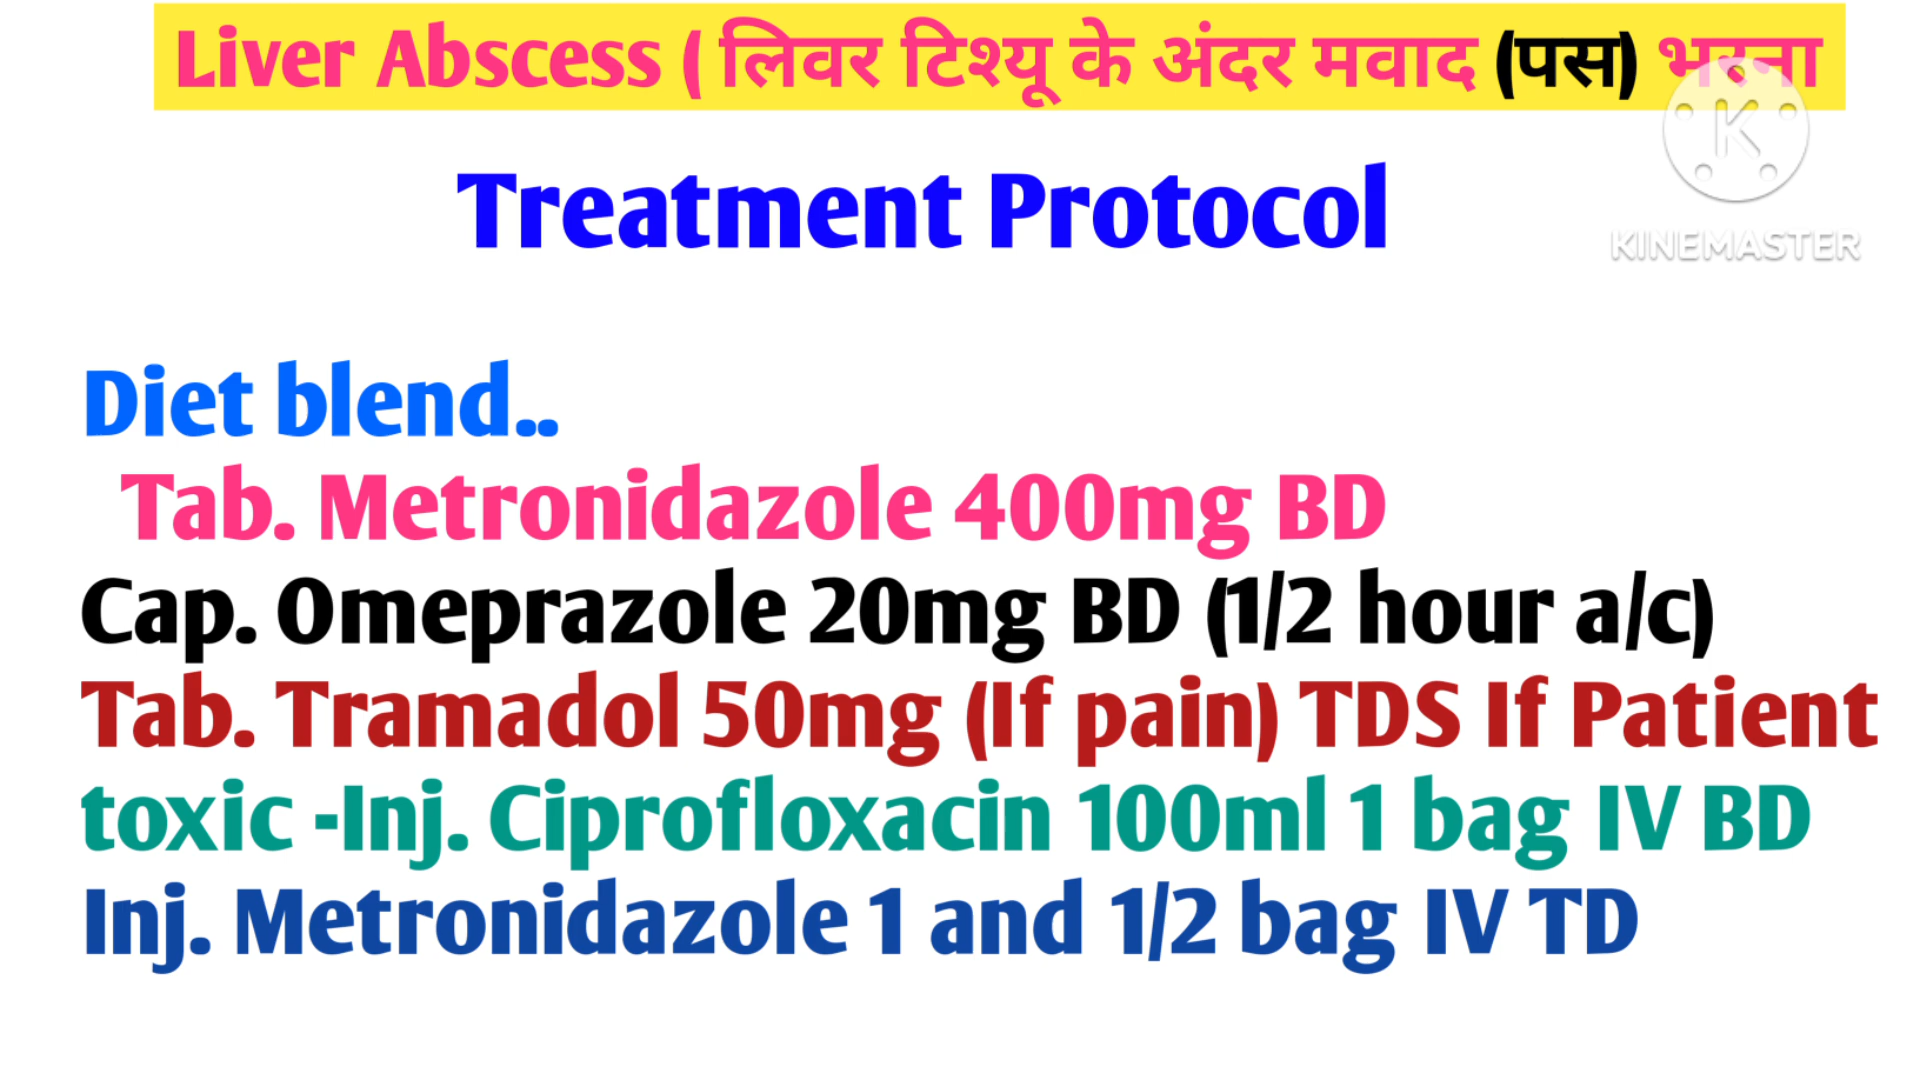 Liver Abscess ( लिवर टिश्यू के अंदर मवाद (पस) भरना
KINEMASTER
Treatment Protocol
Diet blend..
Tab. Metronidazole 400mg BD
Cap. Omeprazole 20mg BD (1/2 hour a/c)
Tab. Tramadol 50mg (If pain) TDS If Patient
toxic -Inj. Ciprofloxacin 100ml 1 bag IV BD
Inj. Metronidazole 1 and 1/2 bag IV TD